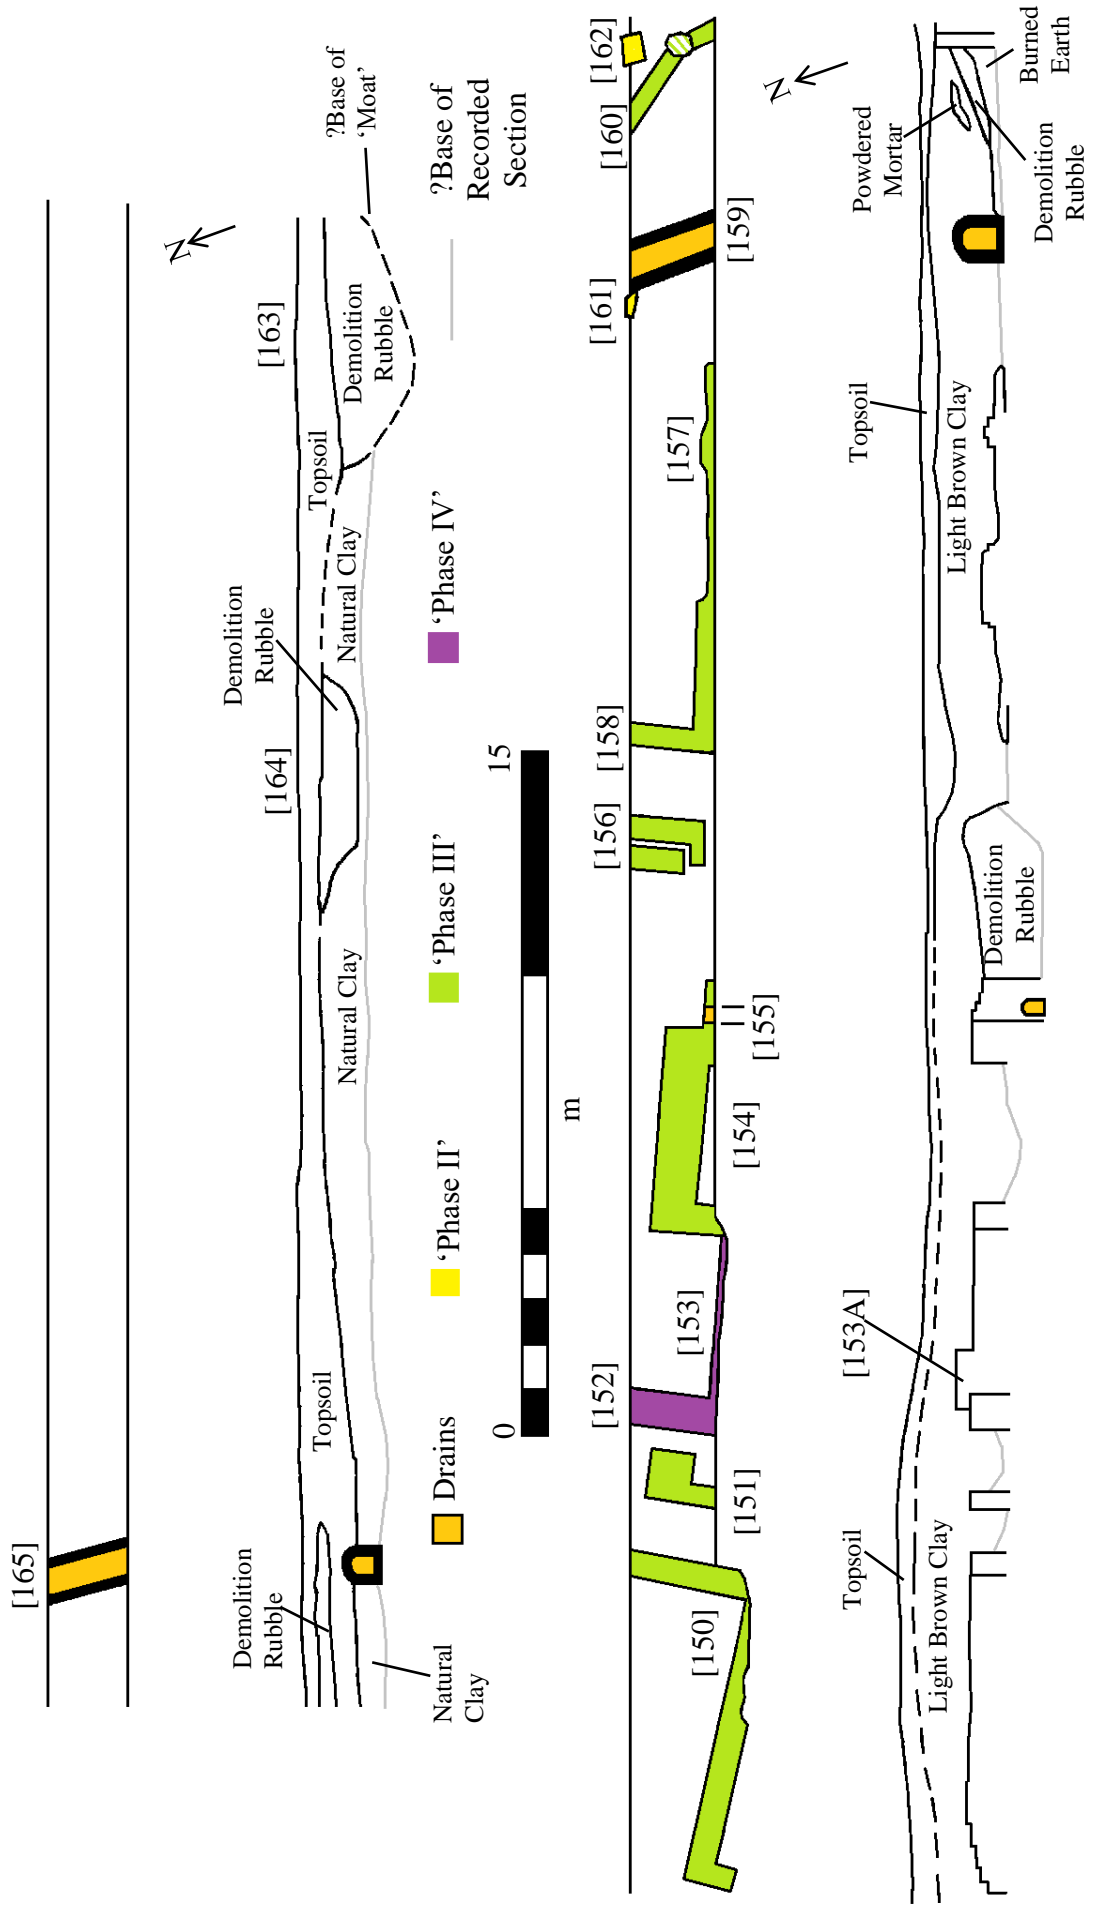 [165]
N
[163]
?Base of
‘Moat’
Demolition
Rubble
Topsoil
Natural Clay
Demolition
Rubble
[164]
Natural Clay
Topsoil
Demolition
Rubble
Natural
Clay
Drains
‘Phase II’
‘Phase III’
‘Phase IV’
?Base of
Recorded
Section
0
15
m
[150]
[151]
[152]
[153]
[154]
[155]
[156]
[158]
[157]
[161]
[159]
[160]
[162]
N
Topsoil
Light Brown Clay
[153A]
Demolition
Rubble
Topsoil
Light Brown Clay
Powdered
Mortar
Demolition
Rubble
Burned
Earth